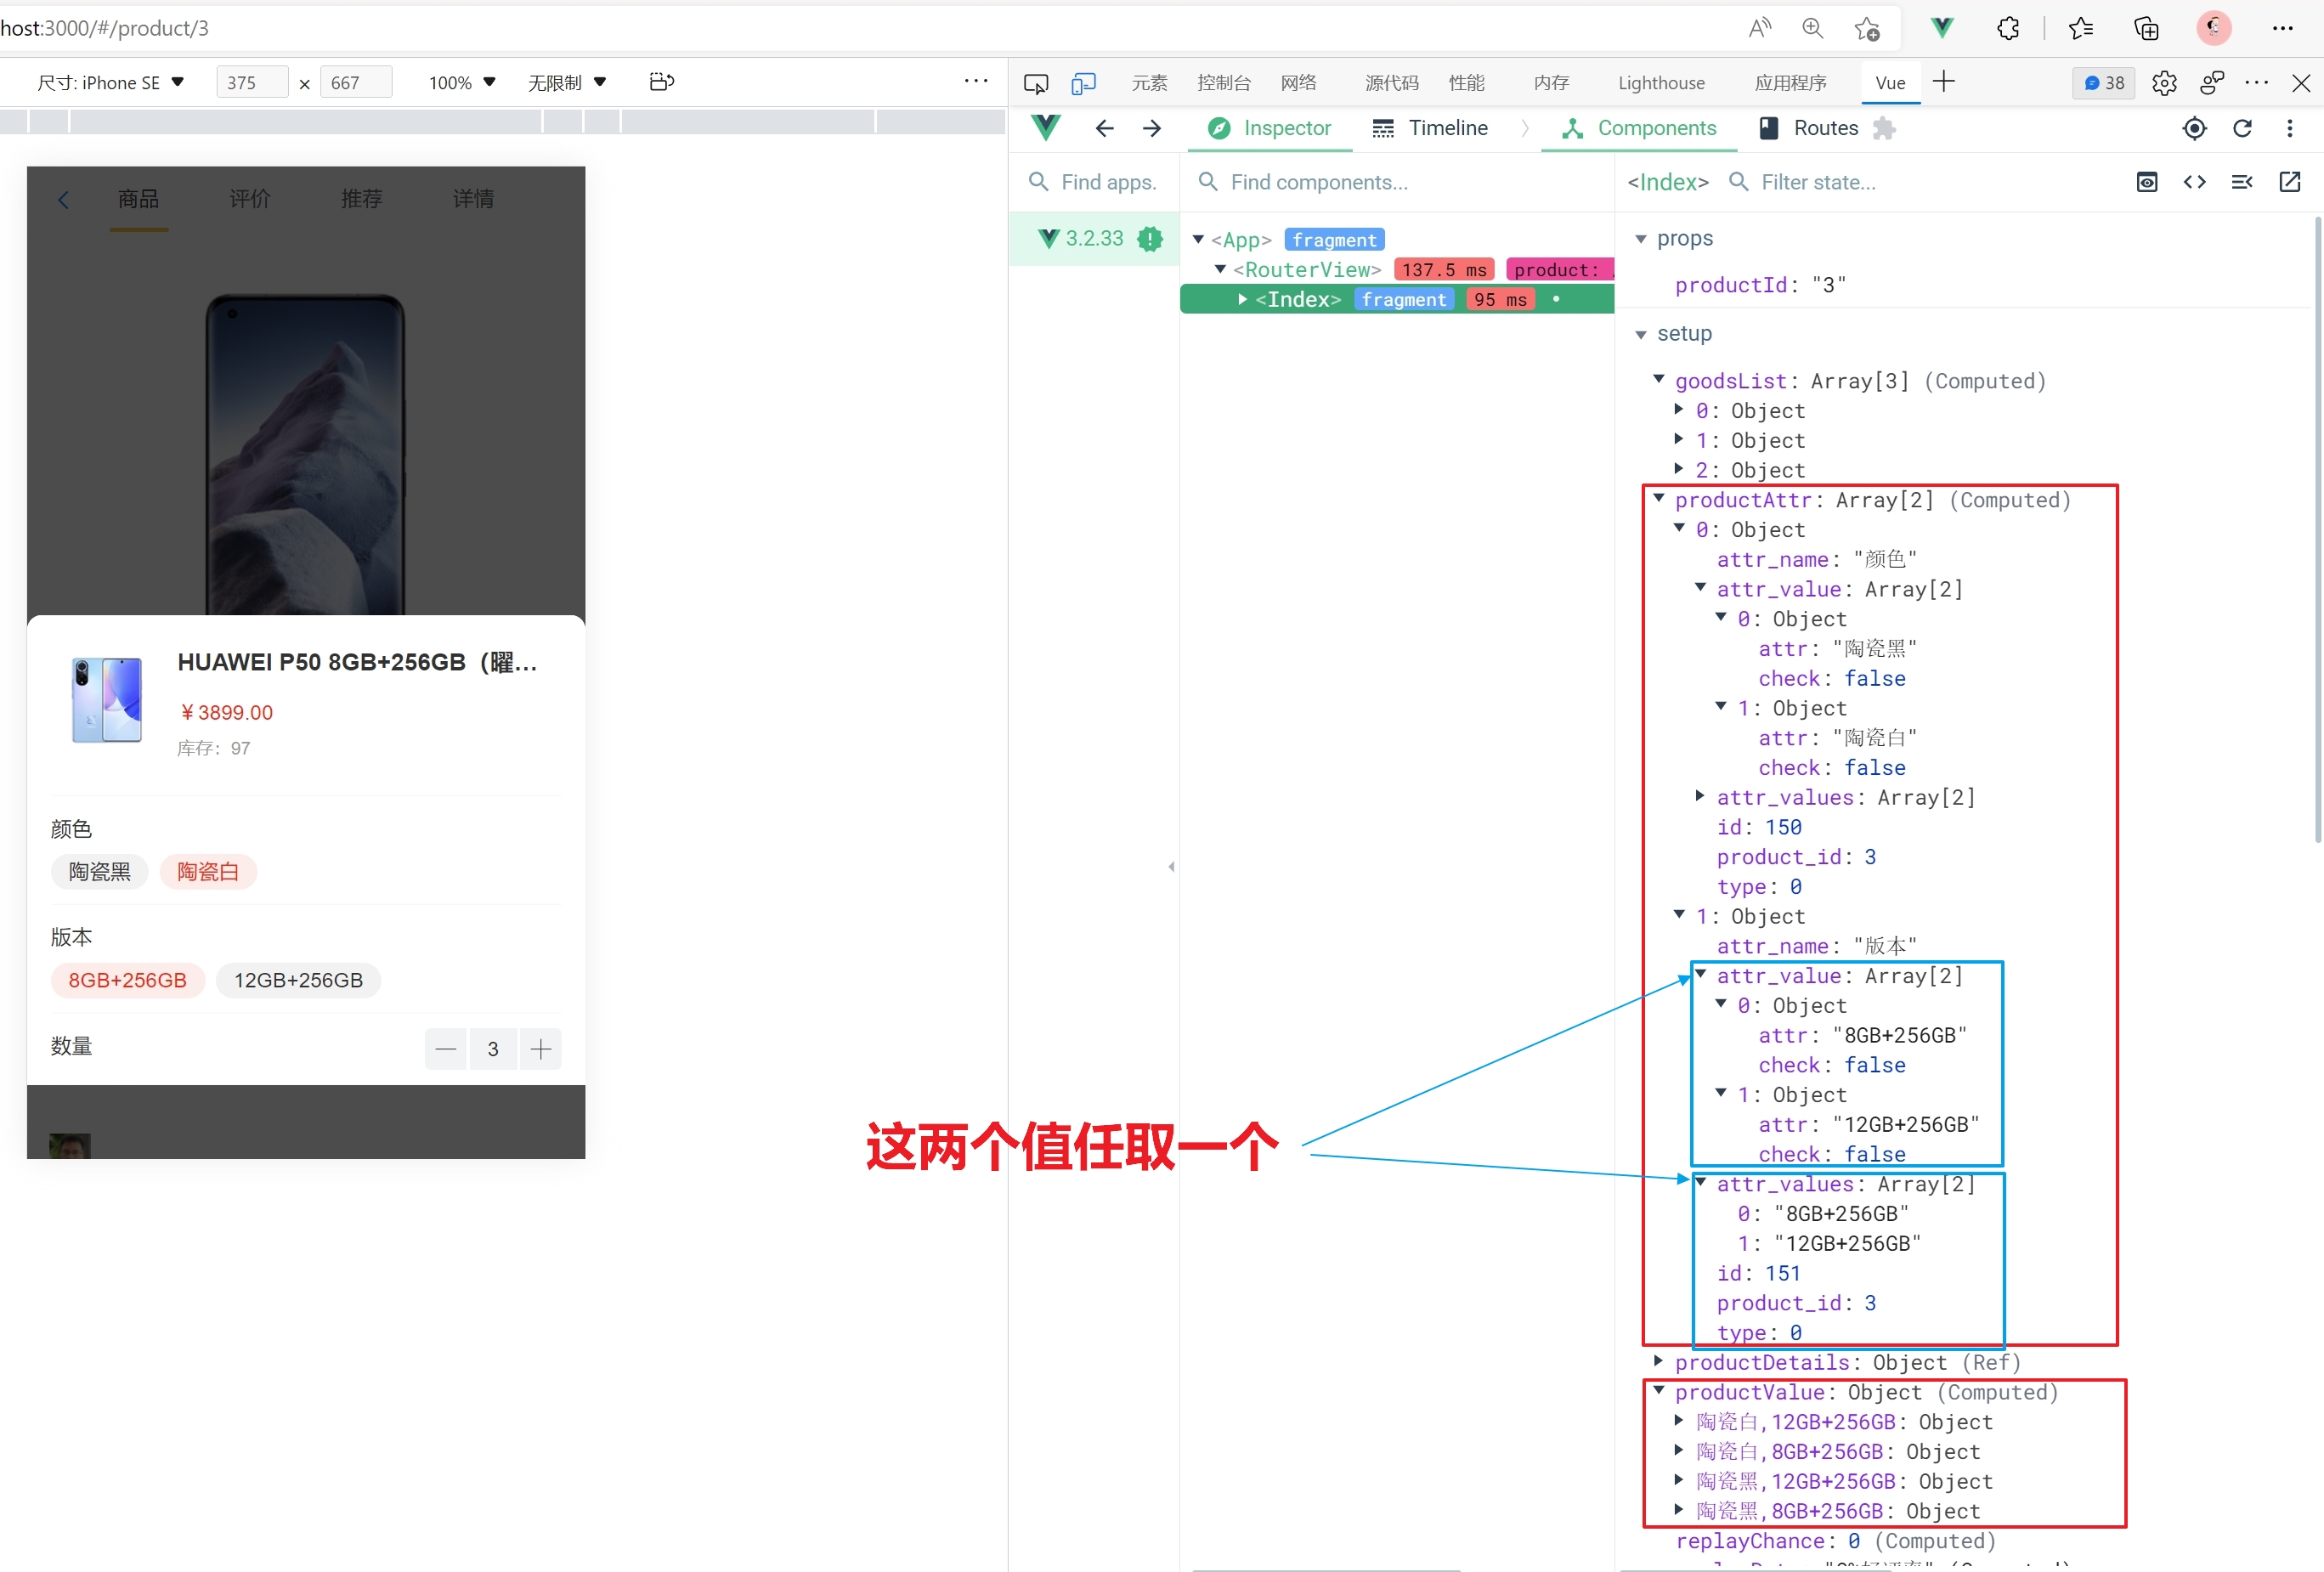 host:3000/#/product/3
尺寸: iPhone SE 375 × 667 100% 无限制
元素 控制台 网络 源代码 性能 内存 Lighthouse 应用程序 Vue 38
Inspector Timeline Components Routes
Find apps. Find components... <Index> Filter state...
3.2.33
<App> fragment
<RouterView> 137.5 ms product:
<Index> fragment 95 ms
商品 评价 推荐 详情
HUAWEI P50 8GB+256GB（曜...
￥3899.00
库存：97
颜色
陶瓷黑 陶瓷白
版本
8GB+256GB 12GB+256GB
数量 3
这两个值任取一个
props
productId: "3"
setup
goodsList: Array[3] (Computed)
0: Object
1: Object
2: Object
productAttr: Array[2] (Computed)
0: Object
attr_name: "颜色"
attr_value: Array[2]
0: Object
attr: "陶瓷黑"
check: false
1: Object
attr: "陶瓷白"
check: false
attr_values: Array[2]
id: 150
product_id: 3
type: 0
1: Object
attr_name: "版本"
attr_value: Array[2]
0: Object
attr: "8GB+256GB"
check: false
1: Object
attr: "12GB+256GB"
check: false
attr_values: Array[2]
0: "8GB+256GB"
1: "12GB+256GB"
id: 151
product_id: 3
type: 0
productDetails: Object (Ref)
productValue: Object (Computed)
陶瓷白,12GB+256GB: Object
陶瓷白,8GB+256GB: Object
陶瓷黑,12GB+256GB: Object
陶瓷黑,8GB+256GB: Object
replayChance: 0 (Computed)